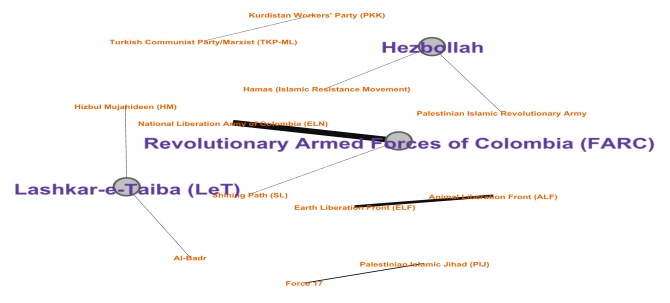 Kurdistan Workers' Party (PKK)
Turkish Communist Party/Marxist (TKP-ML)
Hezbollah
Hamas (Islamic Resistance Movement)
Hizbul Mujahideen (HM)
Palestinian Islamic Revolutionary Army
National Liberation Army of Colombia (ELN)
Revolutionary Armed Forces of Colombia (FARC)
Lashkar-e-Taiba (LeT)
Shining Path (SL)
Animal Liberation Front (ALF)
Earth Liberation Front (ELF)
Al-Badr
Palestinian Islamic Jihad (PIJ)
Force 17